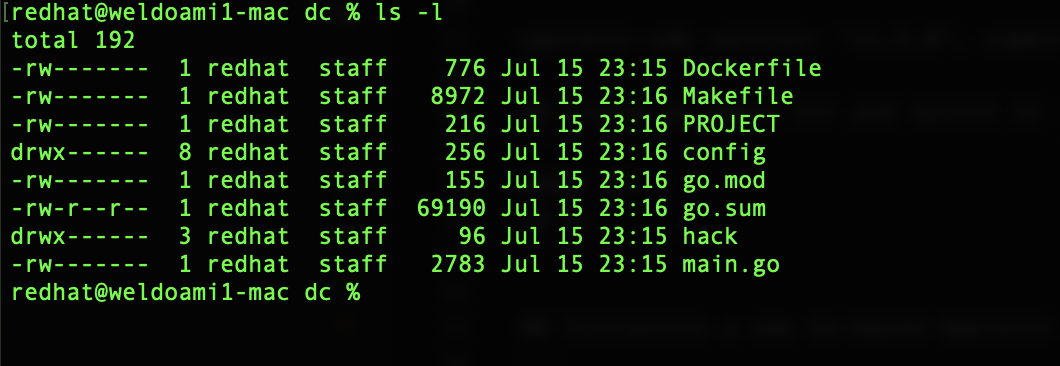 [redhat@weldoami1-mac dc % ls -l
total 192
-rw-------  1 redhat  staff    776 Jul 15 23:15 Dockerfile
-rw-------  1 redhat  staff   8972 Jul 15 23:16 Makefile
-rw-------  1 redhat  staff    216 Jul 15 23:16 PROJECT
drwx------  8 redhat  staff    256 Jul 15 23:16 config
-rw-------  1 redhat  staff    155 Jul 15 23:16 go.mod
-rw-r--r--  1 redhat  staff  69190 Jul 15 23:16 go.sum
drwx------  3 redhat  staff     96 Jul 15 23:15 hack
-rw-------  1 redhat  staff   2783 Jul 15 23:15 main.go
redhat@weldoami1-mac dc %